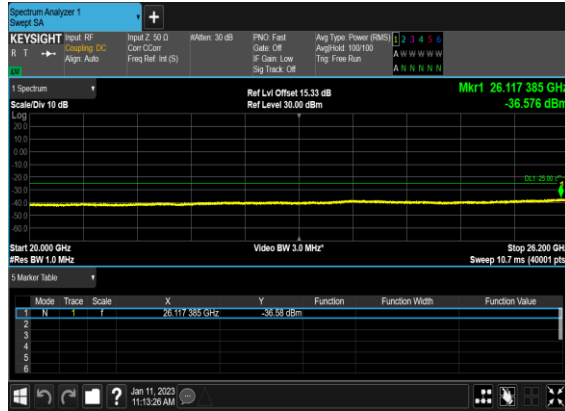 Spectrum Analyzer 1
Swept SA
+
KEYSIGHT Input: RF Input Z: 50 Ω #Atten: 30 dB PNO: Fast Avg Type: Power (RMS) 1 2 3 4 5 6
R T Coupling: DC Corr CCorr Gate: Off Avg|Hold: 100/100 A W W W W W
Align: Auto Freq Ref: Int (S) IF Gain: Low Trig: Free Run
Sig Track: Off A N N N N N
1 Spectrum Ref Lvl Offset 15.33 dB Mkr1 26.117 385 GHz
Scale/Div 10 dB Ref Level 30.00 dBm -36.576 dBm
Log
20.0
10.0
0.00
-10.0
-20.0
DL1 -25.00
-30.0
-40.0
-50.0
-60.0
Start 20.000 GHz Video BW 3.0 MHz* Stop 26.200 GH
#Res BW 1.0 MHz Sweep 10.7 ms (40001 pts
5 Marker Table
Mode Trace Scale X Y Function Function Width Function Value
1 N 1 f 26.117 385 GHz -36.58 dBm
2
3
4
5
6
? Jan 11, 2023
11:13:26 AM